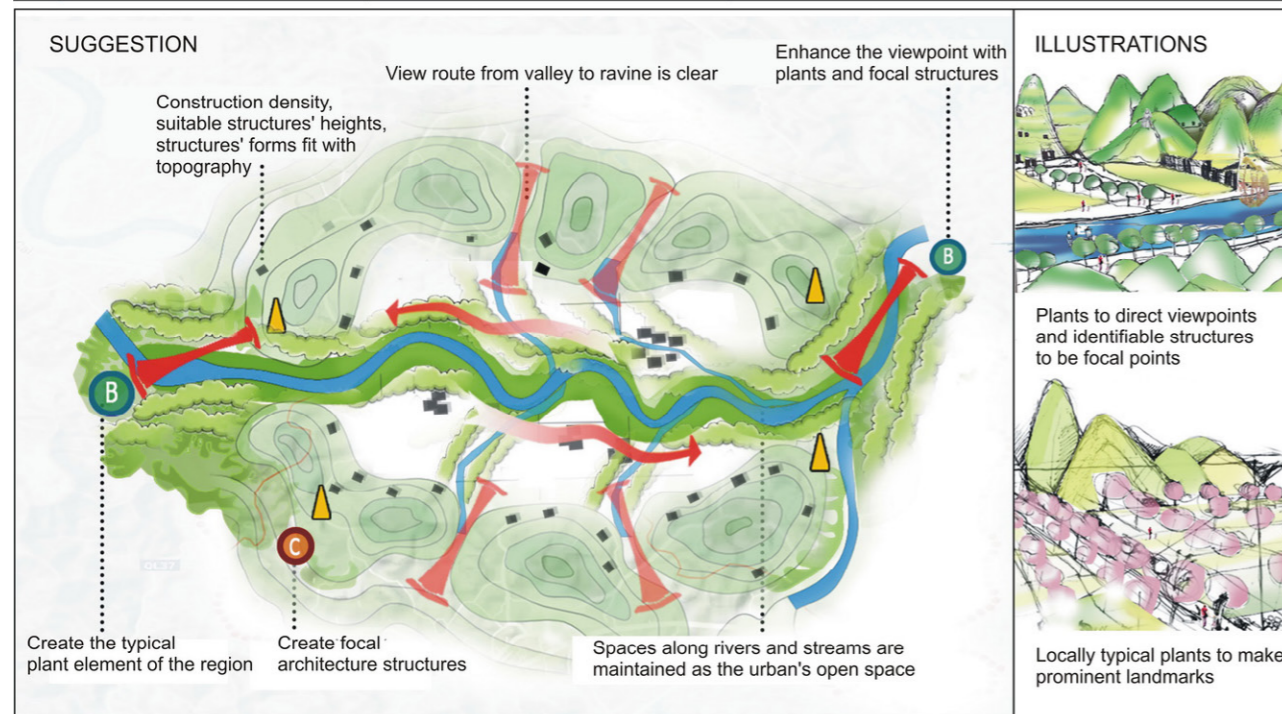 SUGGESTION
View route from valley to ravine is clear
Enhance the viewpoint with
plants and focal structures
Construction density,
suitable structures' heights,
structures' forms fit with
topography
B
B
C
QL37
Create the typical
plant element of the region
Create focal
architecture structures
Spaces along rivers and streams are
maintained as the urban's open space
ILLUSTRATIONS
Plants to direct viewpoints
and identifiable structures
to be focal points
Locally typical plants to make
prominent landmarks